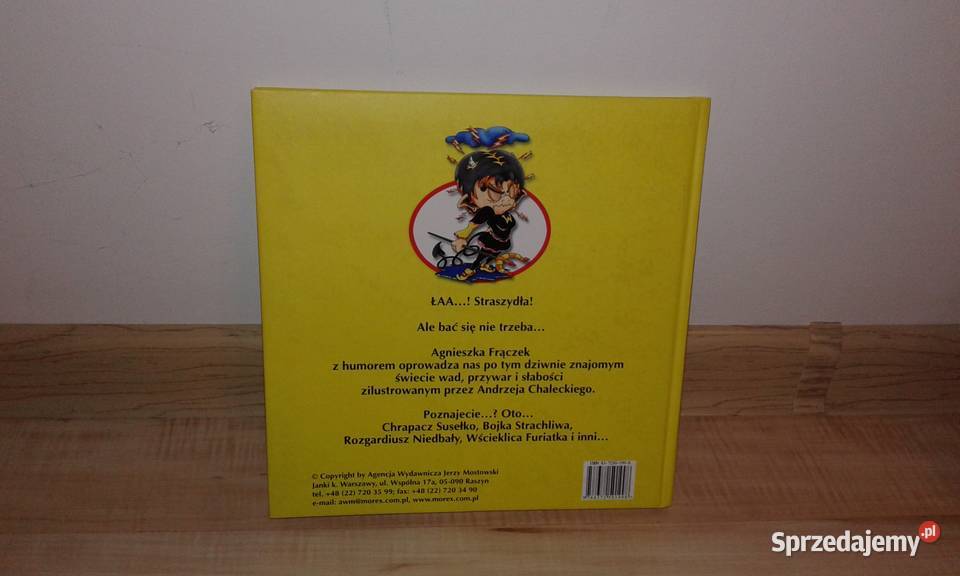 ŁAA...! Straszydła!
Ale bać się nie trzeba...
Agnieszka Frączek
z humorem oprowadza nas po tym dziwnie znajomym
świecie wad, przywar i słabości
zilustrowanym przez Andrzeja Chaleckiego.
Poznajecie...? Oto...
Chrapacz Susełko, Bojka Strachliwa,
Rozgardiusz Niedbały, Wścieklica Furiatka i inni...
© Copyright by Agencja Wydawnicza Jerzy Mostowski
Janki k. Warszawy, ul. Wspólna 17a, 05-090 Raszyn
tel. +48 (22) 720 35 99; fax: +48 (22) 720 34 90
e-mail: awm@morex.com.pl, www.morex.com.pl
ISBN
Sprzedajemy.pl